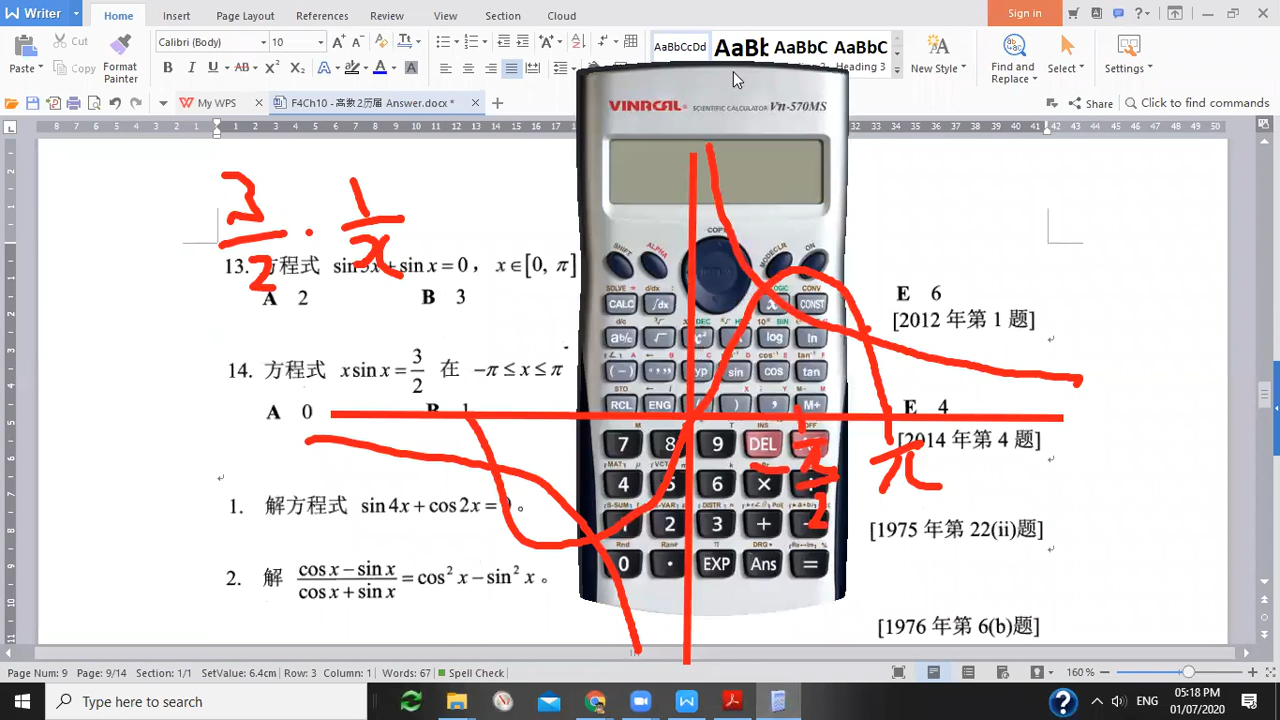 Writer
Home Insert Page Layout References Review View Section Cloud
Sign in
Paste Cut Copy Format Painter
Calibri (Body) 10
AaBbCcDd AaBb AaBbC AaBbC
Heading 3
New Style
Find and Replace
Select
Settings
My WPS
F4Ch10 - 高数2历届 Answer.docx *
Share
Click to find commands
VINACAL SCIENTIFIC CALCULATOR Vn-570MS
3/2 · 1/x
13. 方程式 sin 3x + sin x = 0， x ∈ [0, π]
A 2 B 3
E 6
[2012 年第 1 题]
14. 方程式 x sin x = 3/2 在 −π ≤ x ≤ π
A 0 B 1
E 4
[2014 年第 4 题]
1. 解方程式 sin 4x + cos 2x = 0。
[1975 年第 22(ii)题]
2. 解 (cos x − sin x)/(cos x + sin x) = cos² x − sin² x 。
[1976 年第 6(b)题]
SHIFT ALPHA MODE CLR ON
CALC ∫dx CONST
log ln
(−) sin cos tan
RCL ENG ) M+
7 8 9 DEL
4 5 6 ×
2 3 +
0 · EXP Ans =
π/2 π
Page Num: 9 Page: 9/14 Section: 1/1 SetValue: 6.4cm Row: 3 Column: 1 Words: 67 Spell Check
160 %
Type here to search
ENG
05:18 PM
01/07/2020